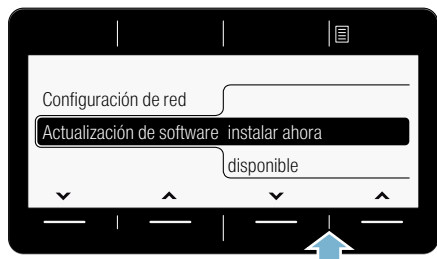 Configuración de red
Actualización de software instalar ahora
disponible